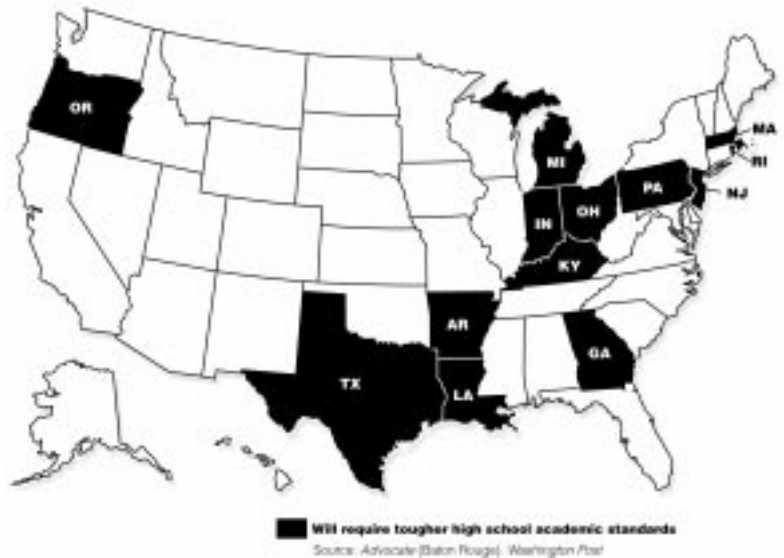 OR
MI
MA
RI
PA
NJ
IN
OH
KY
AR
GA
TX
LA
Will require tougher high school academic standards
Source: Advocate (Baton Rouge), Washington Post